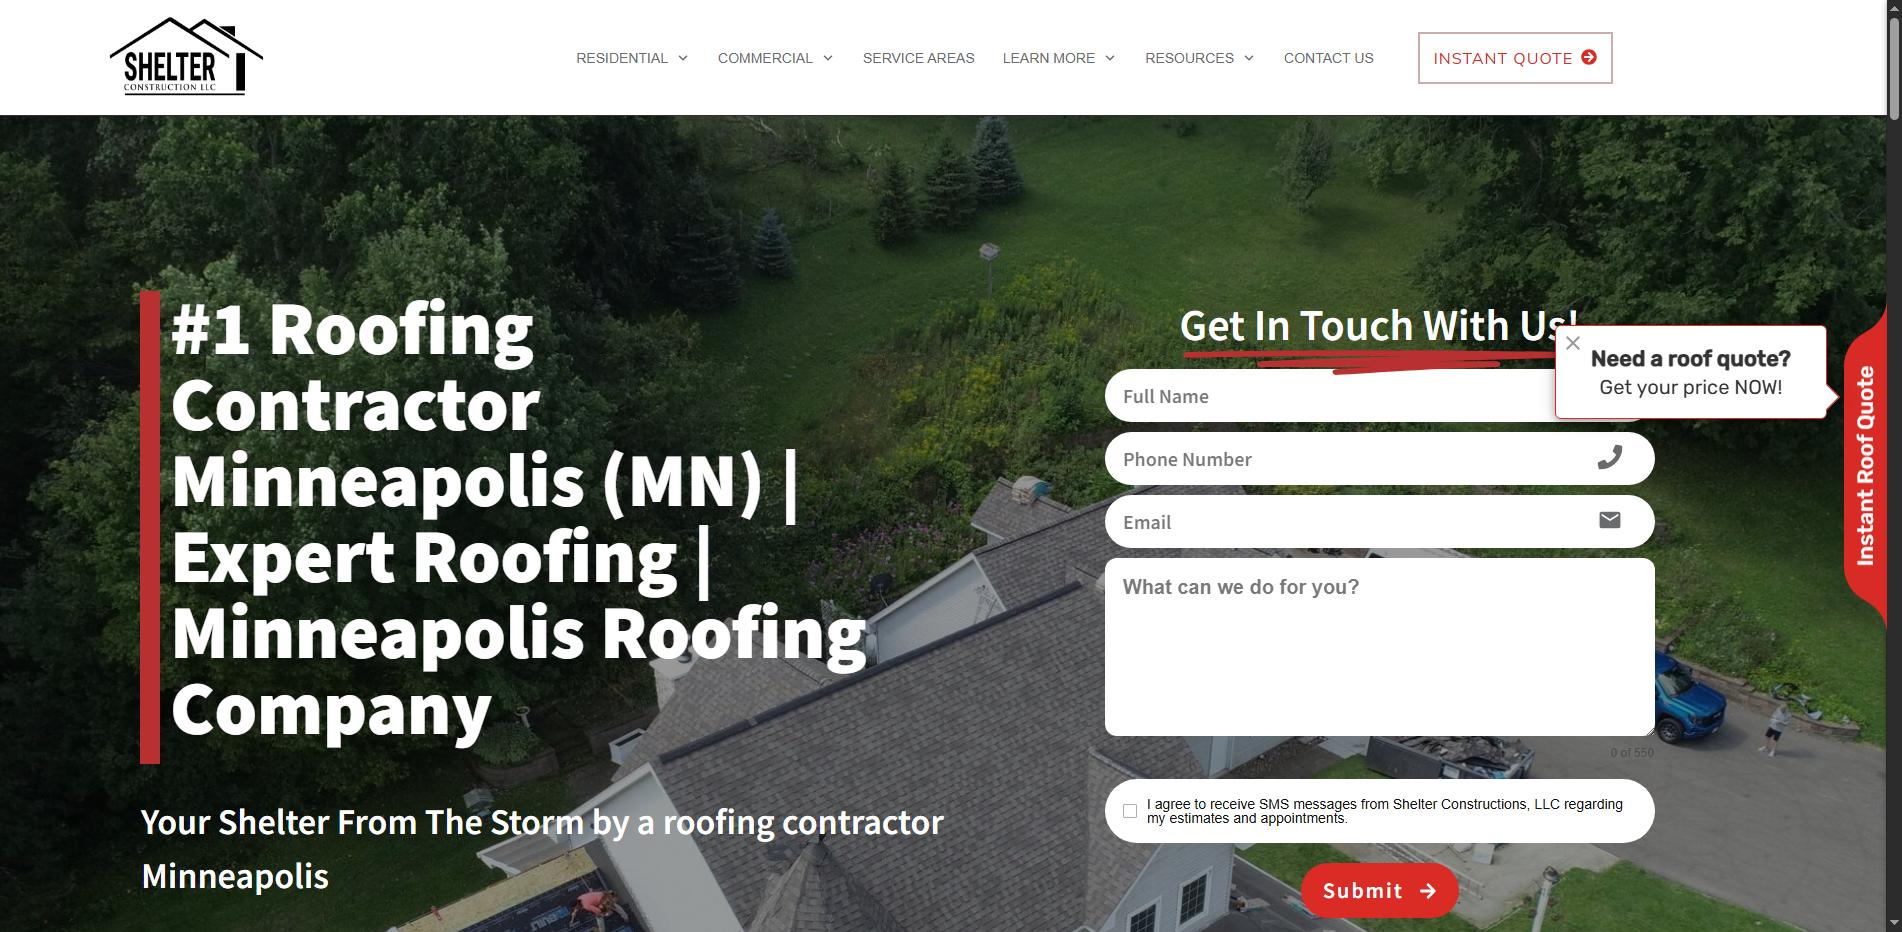 SHELTER
CONSTRUCTION LLC
RESIDENTIAL
COMMERCIAL
SERVICE AREAS
LEARN MORE
RESOURCES
CONTACT US
INSTANT QUOTE
#1 Roofing
Contractor
Minneapolis (MN) |
Expert Roofing |
Minneapolis Roofing
Company
Your Shelter From The Storm by a roofing contractor
Minneapolis
Get In Touch With Us!
Full Name
Phone Number
Email
What can we do for you?
0 of 550
I agree to receive SMS messages from Shelter Constructions, LLC regarding
my estimates and appointments.
Submit
Need a roof quote?
Get your price NOW!
Instant Roof Quote